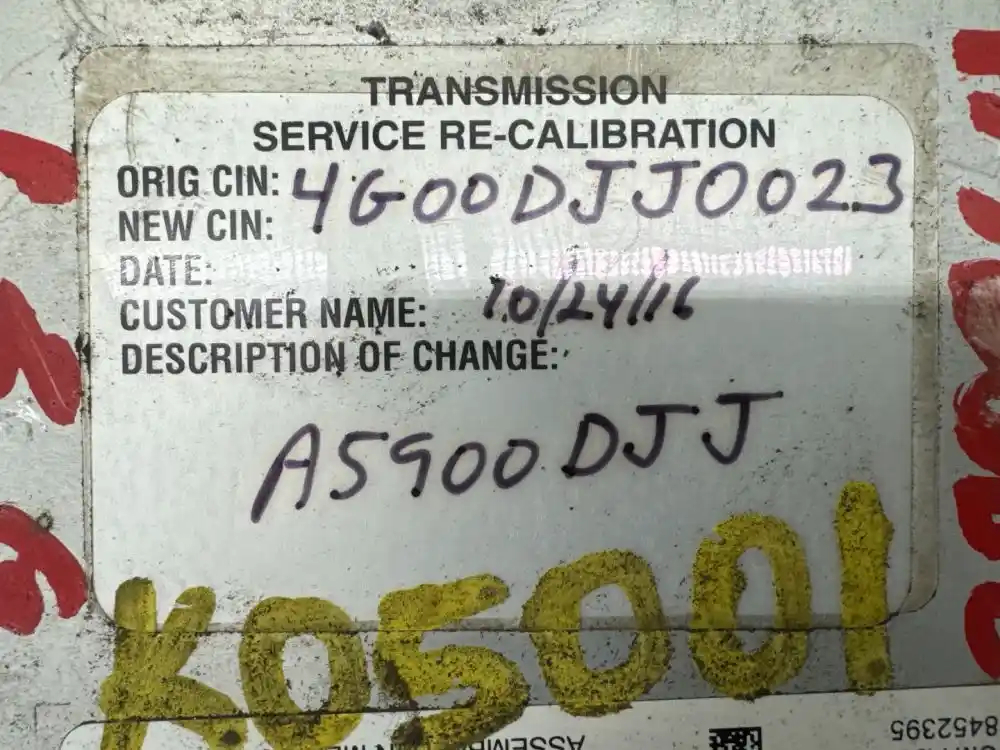 TRANSMISSION
SERVICE RE-CALIBRATION
ORIG CIN: 4G00DJJ0023
NEW CIN:
DATE:
CUSTOMER NAME: 10/24/16
DESCRIPTION OF CHANGE:
A5900DJJ
K05001
8452395